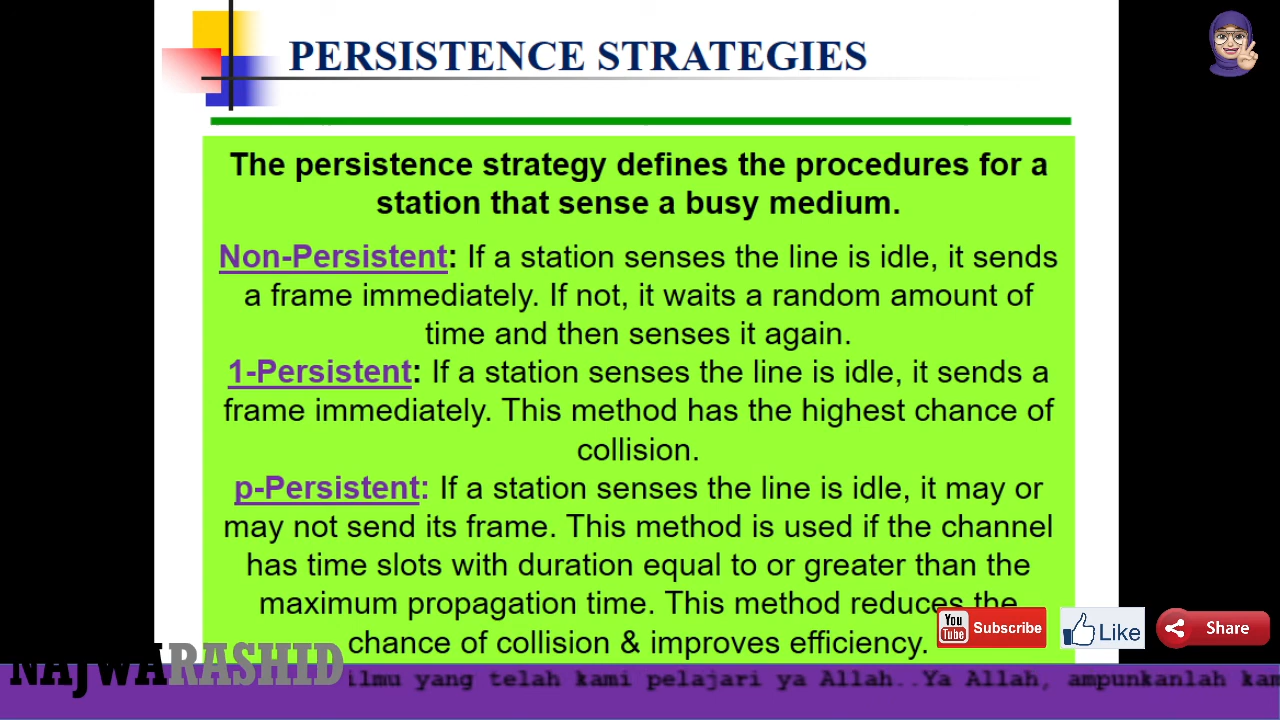 PERSISTENCE STRATEGIES
The persistence strategy defines the procedures for a
station that sense a busy medium.
Non-Persistent: If a station senses the line is idle, it sends
a frame immediately. If not, it waits a random amount of
time and then senses it again.
1-Persistent: If a station senses the line is idle, it sends a
frame immediately. This method has the highest chance of
collision.
p-Persistent: If a station senses the line is idle, it may or
may not send its frame. This method is used if the channel
has time slots with duration equal to or greater than the
maximum propagation time. This method reduces the
chance of collision & improves efficiency.
You Tube Subscribe
Like
Share
NAJWARASHID
ilmu yang telah kami pelajari ya Allah..Ya Allah, ampunkanlah kam